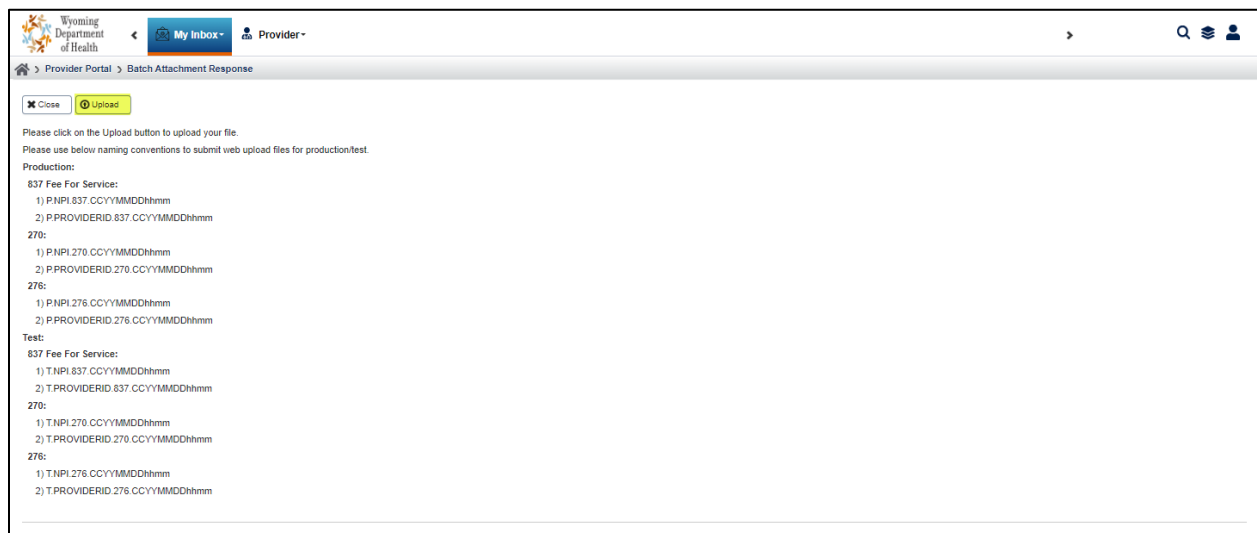 Wyoming
Department
of Health
My Inbox
Provider
Provider Portal > Batch Attachment Response
Close
Upload
Please click on the Upload button to upload your file.
Please use below naming conventions to submit web upload files for production/test.
Production:
837 Fee For Service:
1) P.NPI.837.CCYYMMDDhhmm
2) P.PROVIDERID.837.CCYYMMDDhhmm
270:
1) P.NPI.270.CCYYMMDDhhmm
2) P.PROVIDERID.270.CCYYMMDDhhmm
276:
1) P.NPI.276.CCYYMMDDhhmm
2) P.PROVIDERID.276.CCYYMMDDhhmm
Test:
837 Fee For Service:
1) T.NPI.837.CCYYMMDDhhmm
2) T.PROVIDERID.837.CCYYMMDDhhmm
270:
1) T.NPI.270.CCYYMMDDhhmm
2) T.PROVIDERID.270.CCYYMMDDhhmm
276:
1) T.NPI.276.CCYYMMDDhhmm
2) T.PROVIDERID.276.CCYYMMDDhhmm